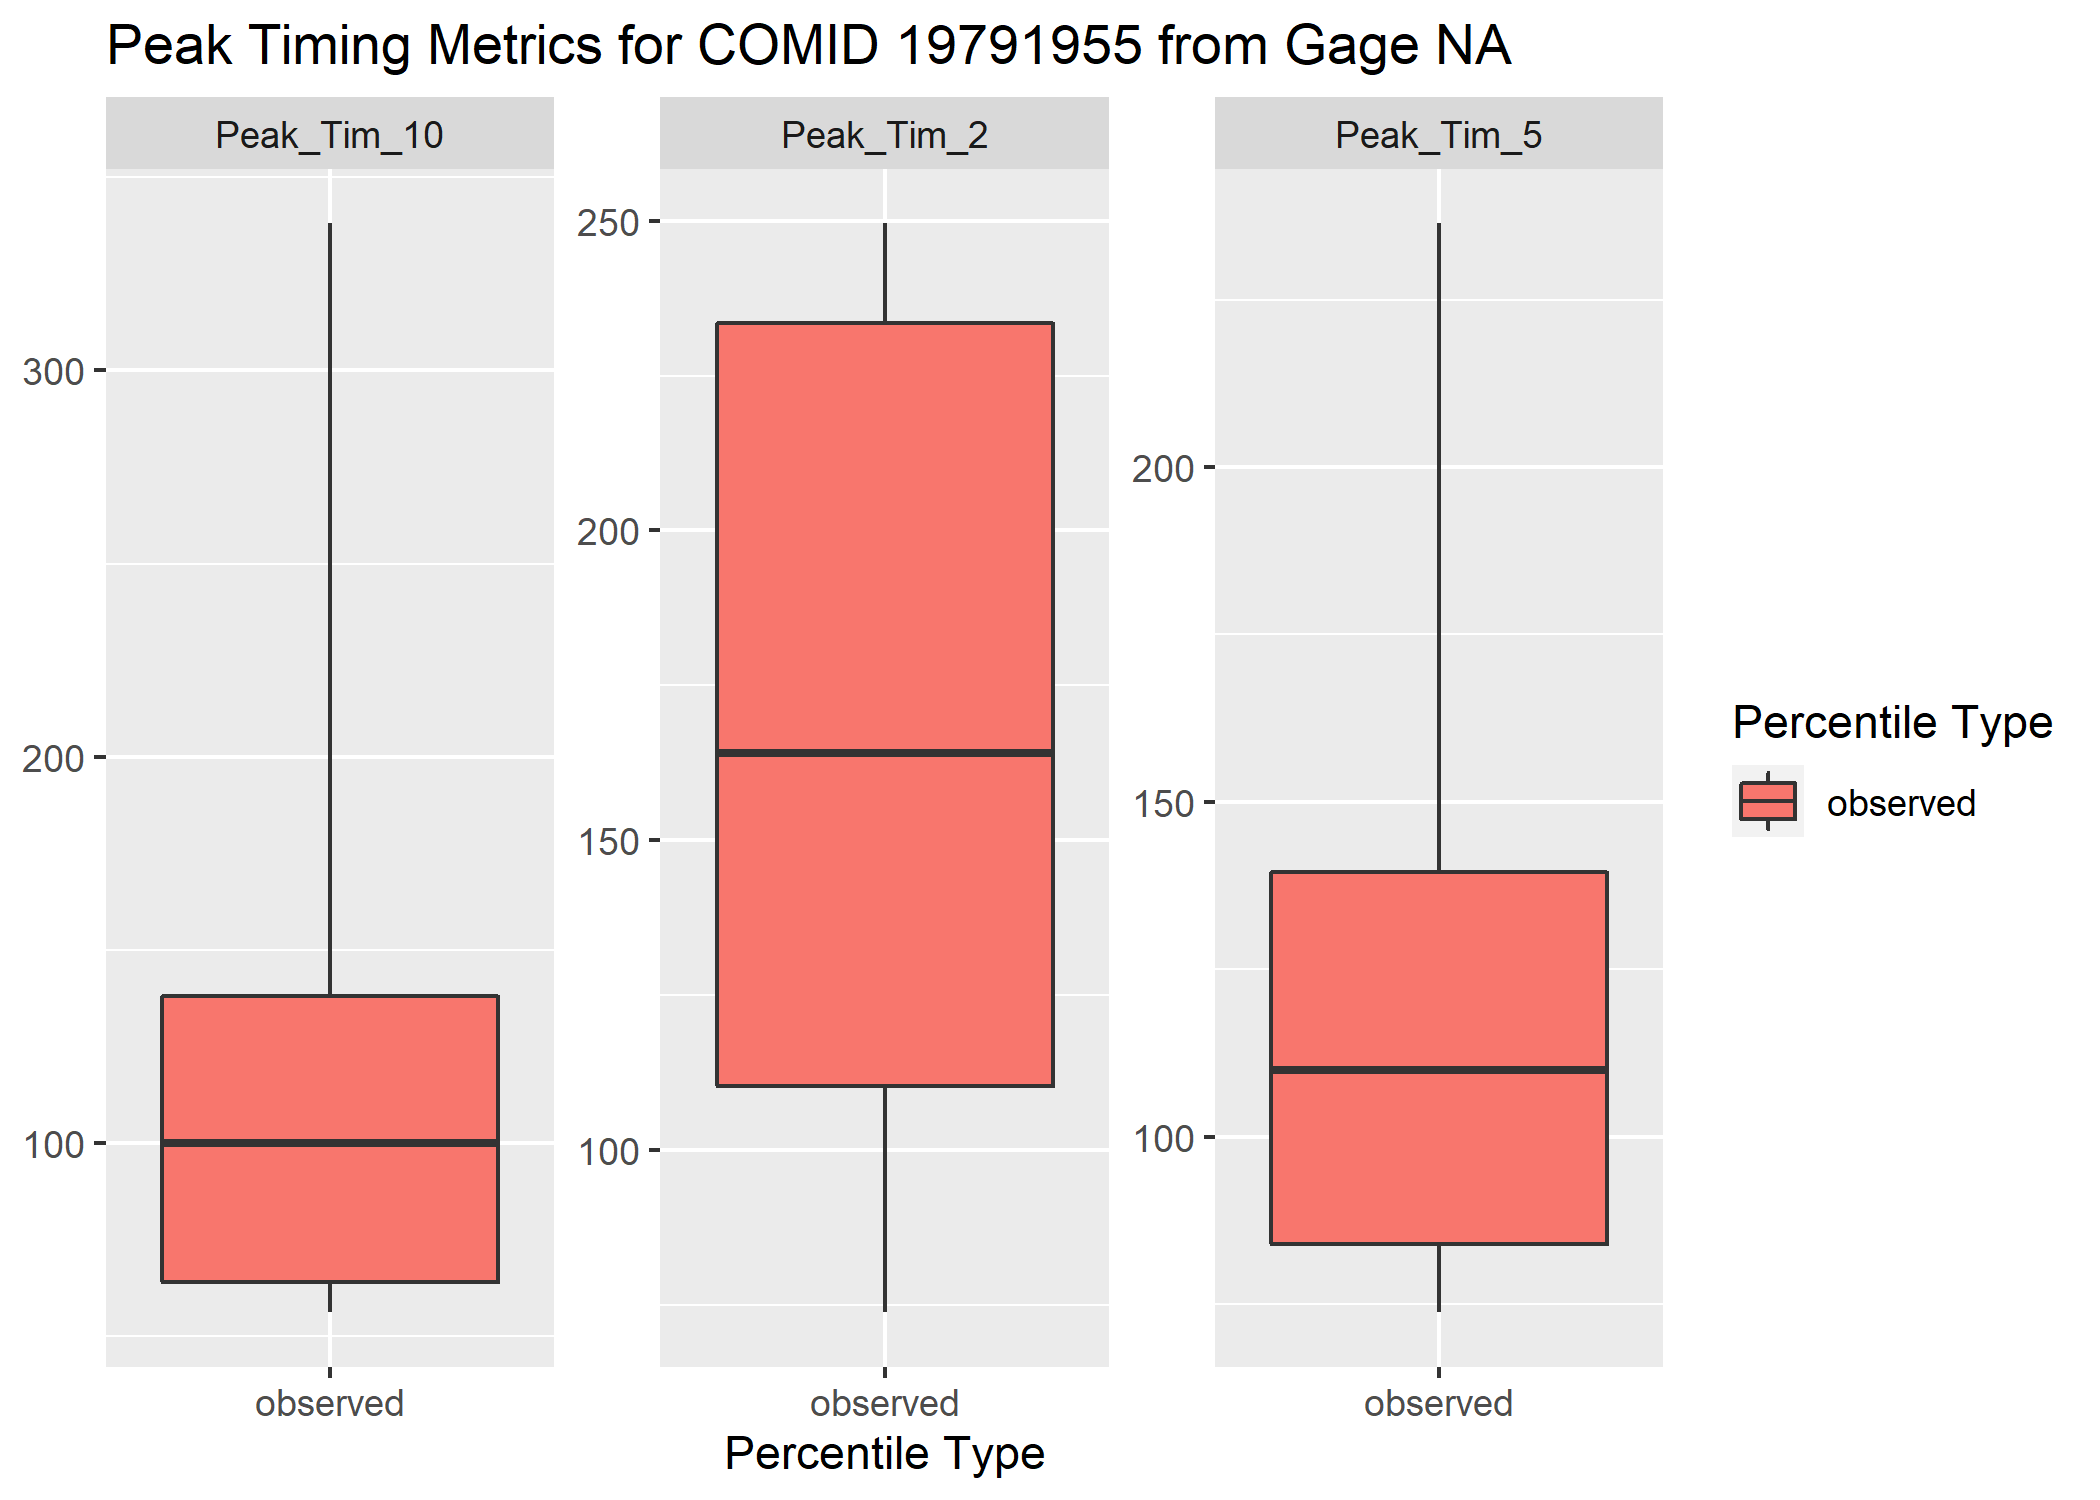 Peak Timing Metrics for COMID 19791955 from Gage NA
Peak_Tim_10
Peak_Tim_2
Peak_Tim_5
300
200
100
250
200
150
100
200
150
100
observed
observed
observed
Percentile Type
Percentile Type
observed